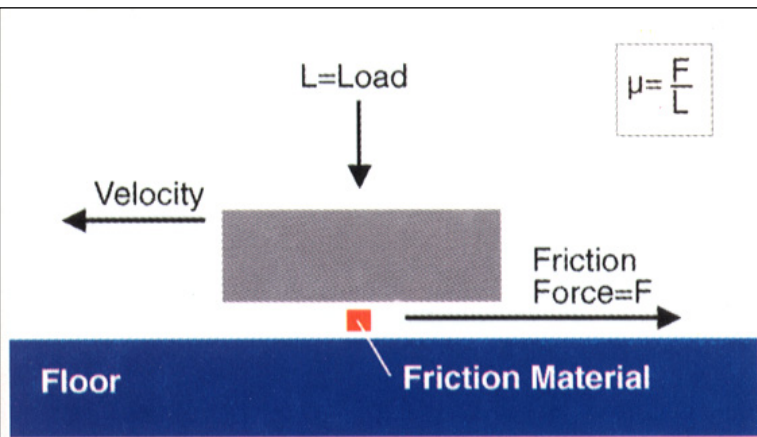 L=Load
μ=F/L
Velocity
Friction
Force=F
Floor
Friction Material